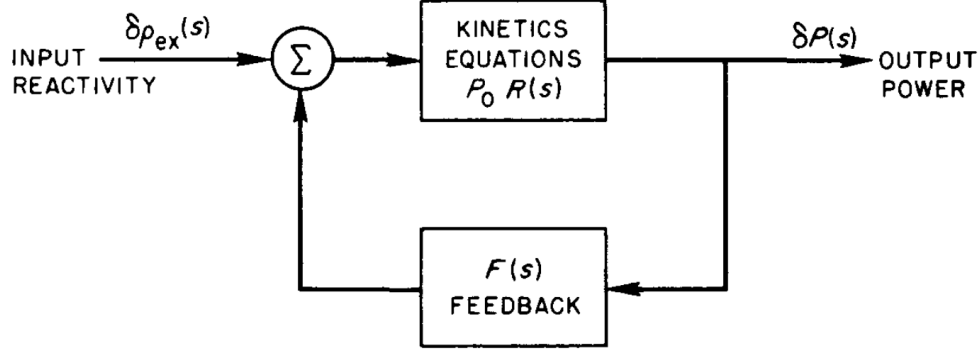 δρex(s)
INPUT
REACTIVITY
Σ
KINETICS
EQUATIONS
P0 R(s)
δP(s)
OUTPUT
POWER
F(s)
FEEDBACK